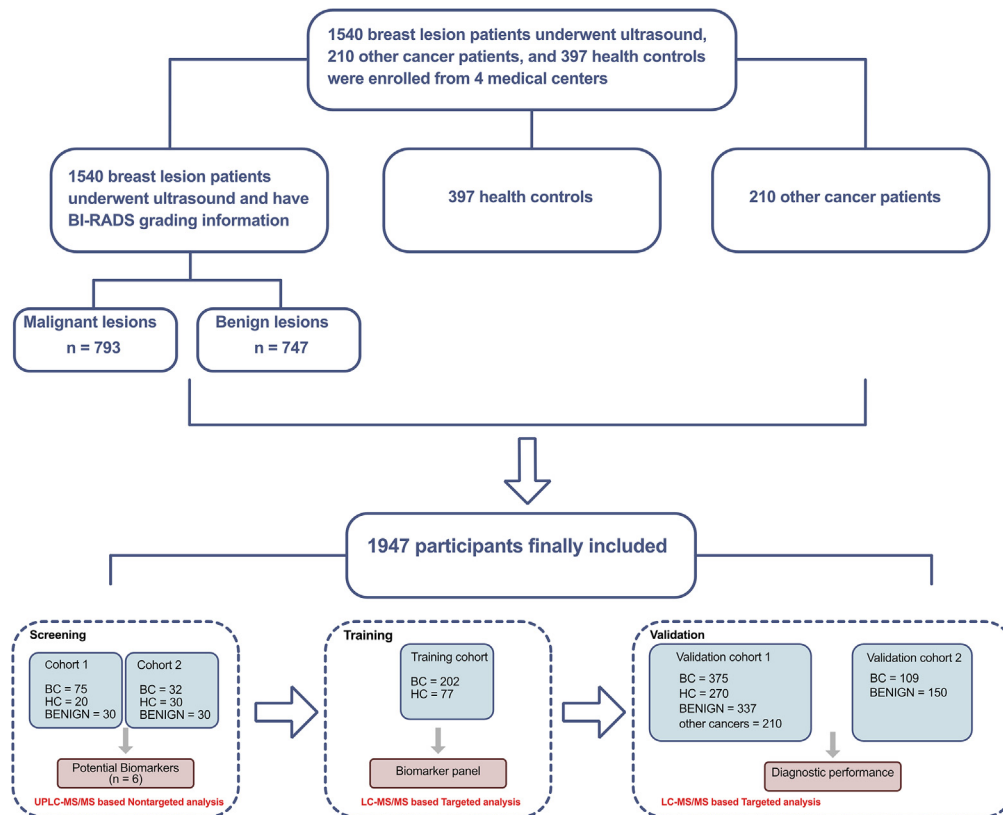 1540 breast lesion patients underwent ultrasound,
210 other cancer patients, and 397 health controls
were enrolled from 4 medical centers
1540 breast lesion patients
underwent ultrasound and have
BI-RADS grading information
397 health controls
210 other cancer patients
Malignant lesions
n = 793
Benign lesions
n = 747
1947 participants finally included
Screening
Cohort 1
BC = 75
HC = 20
BENIGN = 30
Cohort 2
BC = 32
HC = 30
BENIGN = 30
Potential Biomarkers
(n = 6)
UPLC-MS/MS based Nontargeted analysis
Training
Training cohort
BC = 202
HC = 77
Biomarker panel
LC-MS/MS based Targeted analysis
Validation
Validation cohort 1
BC = 375
HC = 270
BENIGN = 337
other cancers = 210
Validation cohort 2
BC = 109
BENIGN = 150
Diagnostic performance
LC-MS/MS based Targeted analysis